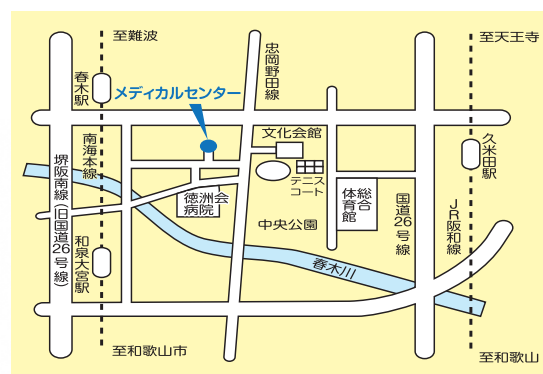 至難波
忠岡野田線
至天王寺
春木駅
メディカルセンター
文化会館
久米田駅
南海本線
堺阪南線(旧国道26号線)
テニス
コート
徳洲会
病院
総合
体育館
国道26号線
JR阪和線
中央公園
和泉大宮駅
春木川
至和歌山市
至和歌山